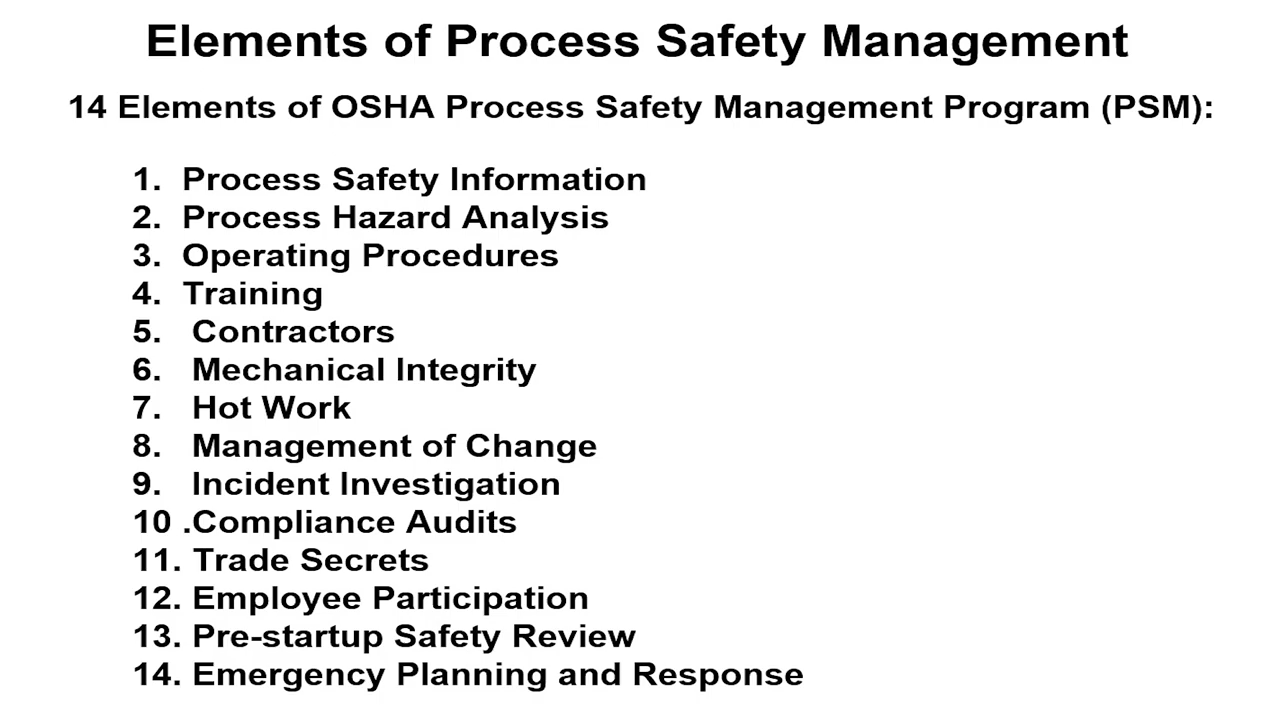 Elements of Process Safety Management
14 Elements of OSHA Process Safety Management Program (PSM):
1. Process Safety Information
2. Process Hazard Analysis
3. Operating Procedures
4. Training
5. Contractors
6. Mechanical Integrity
7. Hot Work
8. Management of Change
9. Incident Investigation
10 .Compliance Audits
11. Trade Secrets
12. Employee Participation
13. Pre-startup Safety Review
14. Emergency Planning and Response